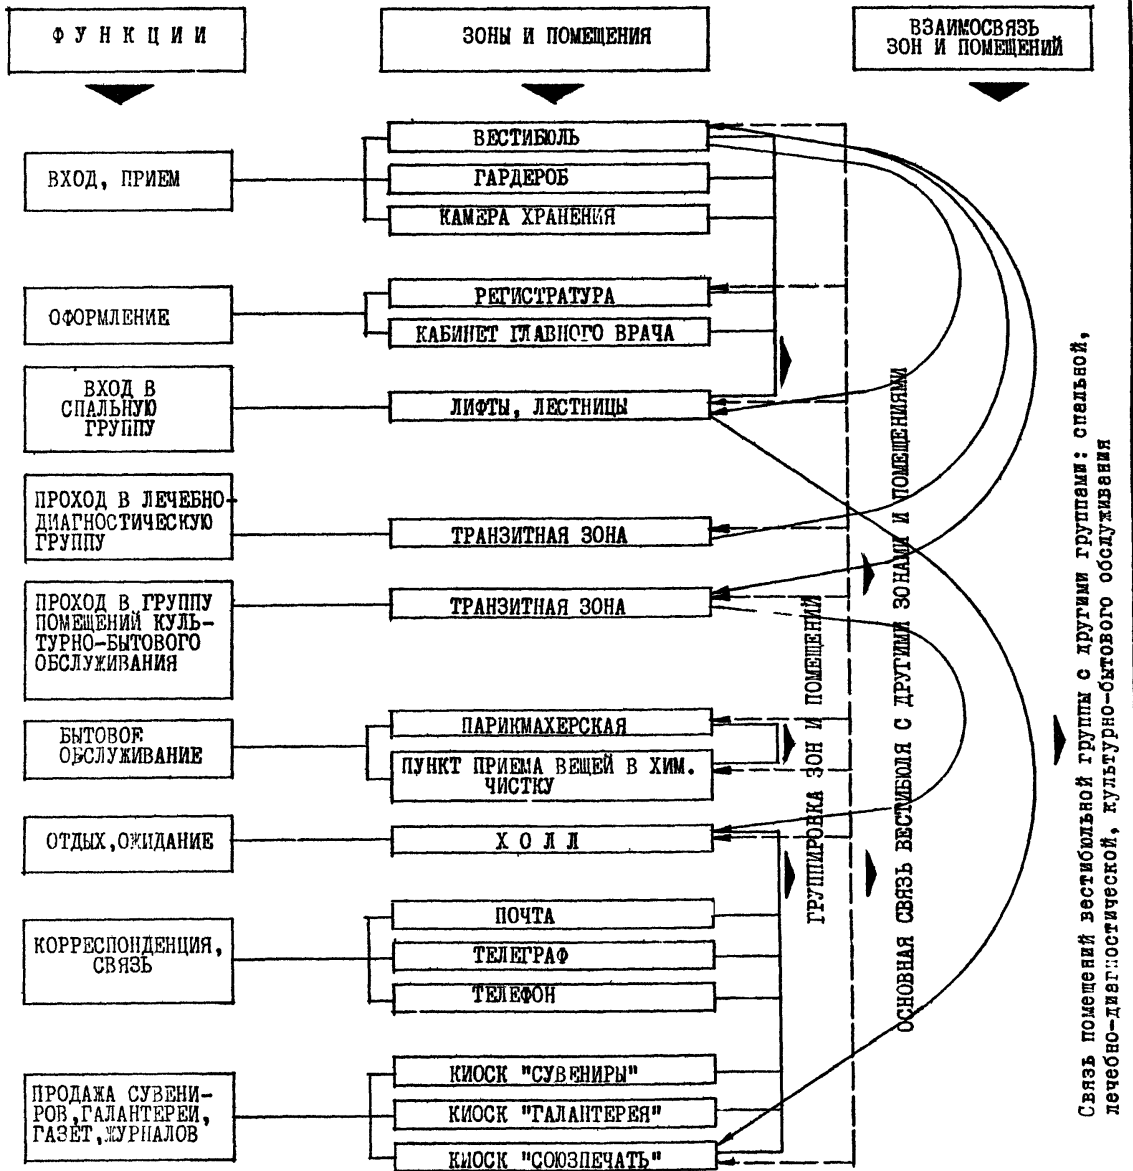 ФУНКЦИИ
ЗОНЫ И ПОМЕЩЕНИЯ
ВЗАИМОСВЯЗЬ
ЗОН И ПОМЕЩЕНИЙ
ВХОД, ПРИЕМ
ВЕСТИБЮЛЬ
ГАРДЕРОБ
КАМЕРА ХРАНЕНИЯ
ОФОРМЛЕНИЕ
РЕГИСТРАТУРА
КАБИНЕТ ГЛАВНОГО ВРАЧА
ВХОД В
СПАЛЬНУЮ
ГРУППУ
ЛИФТЫ, ЛЕСТНИЦЫ
ПРОХОД В ЛЕЧЕБНО-
ДИАГНОСТИЧЕСКУЮ
ГРУППУ
ТРАНЗИТНАЯ ЗОНА
ПРОХОД В ГРУППУ
ПОМЕЩЕНИЙ КУЛЬ-
ТУРНО-БЫТОВОГО
ОБСЛУЖИВАНИЯ
ТРАНЗИТНАЯ ЗОНА
БЫТОВОЕ
ОБСЛУЖИВАНИЕ
ПАРИКМАХЕРСКАЯ
ПУНКТ ПРИЕМА ВЕЩЕЙ В ХИМ.
ЧИСТКУ
ОТДЫХ, ОЖИДАНИЕ
ХОЛЛ
КОРРЕСПОНДЕНЦИЯ,
СВЯЗЬ
ПОЧТА
ТЕЛЕГРАФ
ТЕЛЕФОН
ПРОДАЖА СУВЕНИ-
РОВ, ГАЛАНТЕРЕИ,
ГАЗЕТ, ЖУРНАЛОВ
КИОСК "СУВЕНИРЫ"
КИОСК "ГАЛАНТЕРЕЯ"
КИОСК "СОЮЗПЕЧАТЬ"
ГРУППИРОВКА ЗОН И ПОМЕЩЕНИЙ
ОСНОВНАЯ СВЯЗЬ ВЕСТИБЮЛЯ С ДРУГИМИ ЗОНАМИ И ПОМЕЩЕНИЯМИ
Связь помещений вестибюльной группы с другими группами: спальной,
лечебно-диагностической, культурно-бытового обслуживания